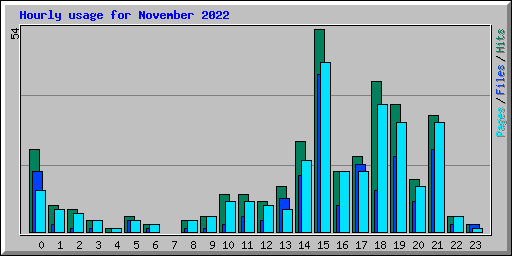 Hourly usage for November 2022
54
Pages/Files/Hits
0 1 2 3 4 5 6 7 8 9 10 11 12 13 14 15 16 17 18 19 20 21 22 23